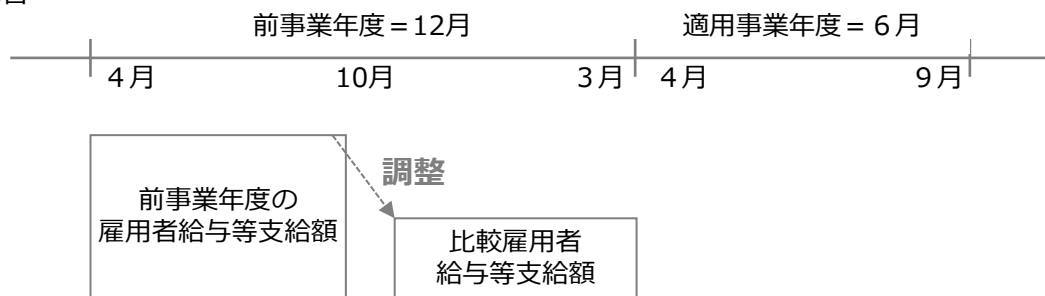 前事業年度＝12月 適用事業年度＝６月
４月 10月 3月 4月 9月
調整
前事業年度の
雇用者給与等支給額
比較雇用者
給与等支給額